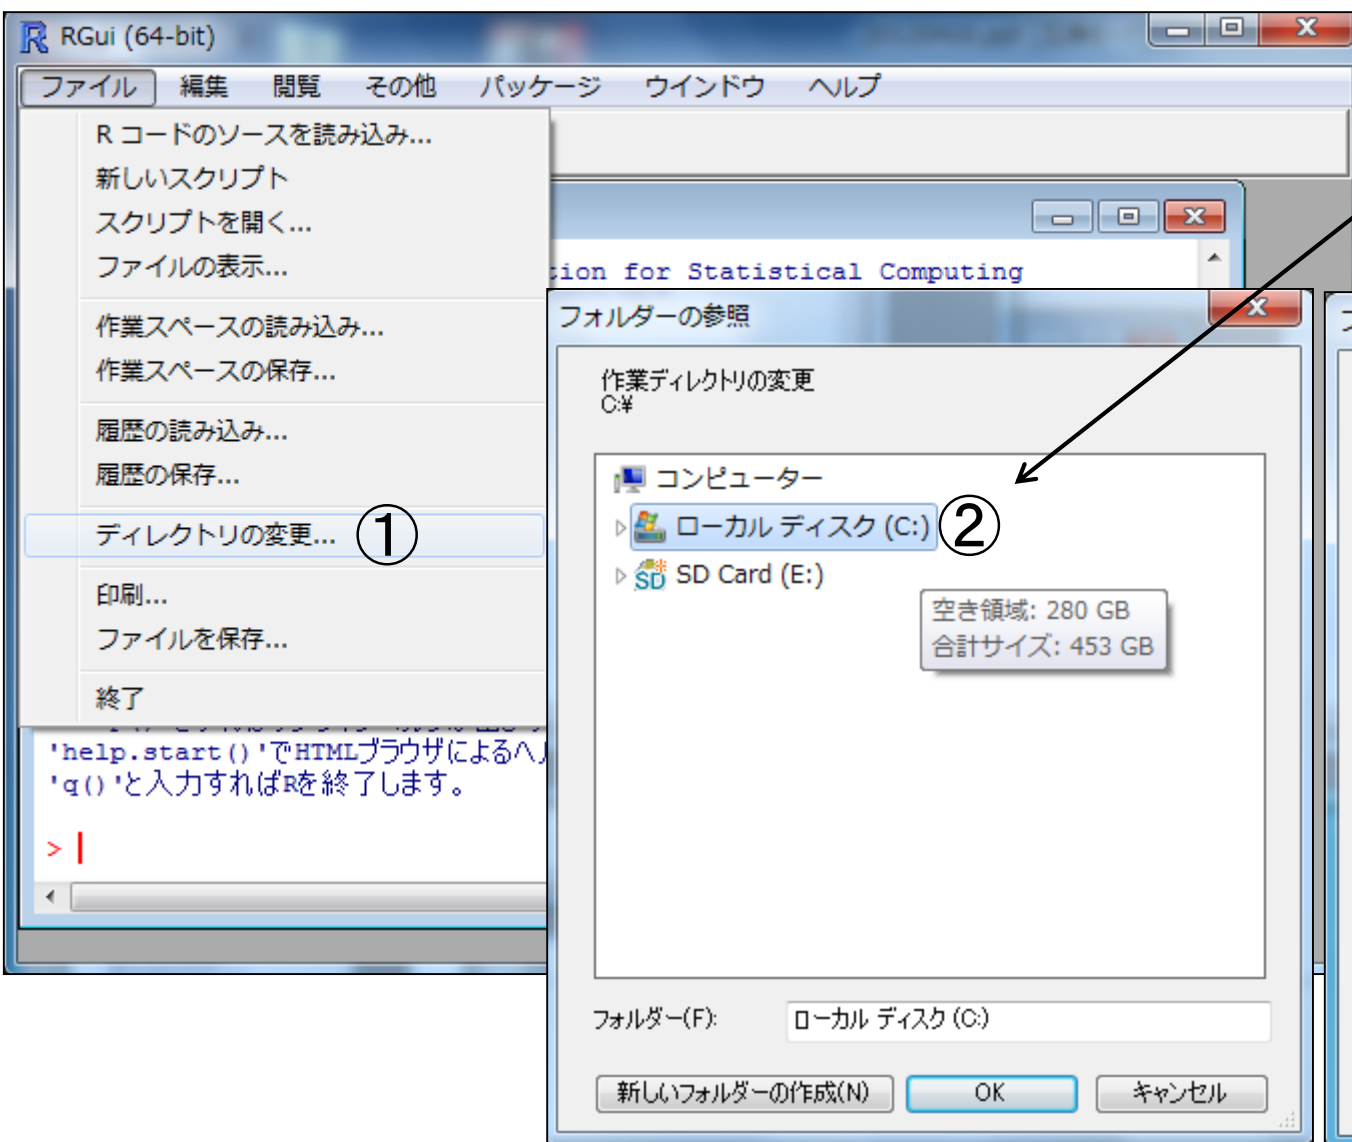 RGui (64-bit)
ファイル 編集 閲覧 その他 パッケージ ウインドウ ヘルプ
R コードのソースを読み込み...
新しいスクリプト
スクリプトを開く...
ファイルの表示...
作業スペースの読み込み...
作業スペースの保存...
履歴の読み込み...
履歴の保存...
ディレクトリの変更... ①
印刷...
ファイルを保存...
終了
tion for Statistical Computing
'help.start()'でHTMLブラウザによるヘル
'q()'と入力すればRを終了します。
>
フォルダーの参照
作業ディレクトリの変更
C:¥
コンピューター
ローカル ディスク (C:) ②
SD Card (E:)
空き領域: 280 GB
合計サイズ: 453 GB
フォルダー(F): ローカル ディスク (C:)
新しいフォルダーの作成(N) OK キャンセル